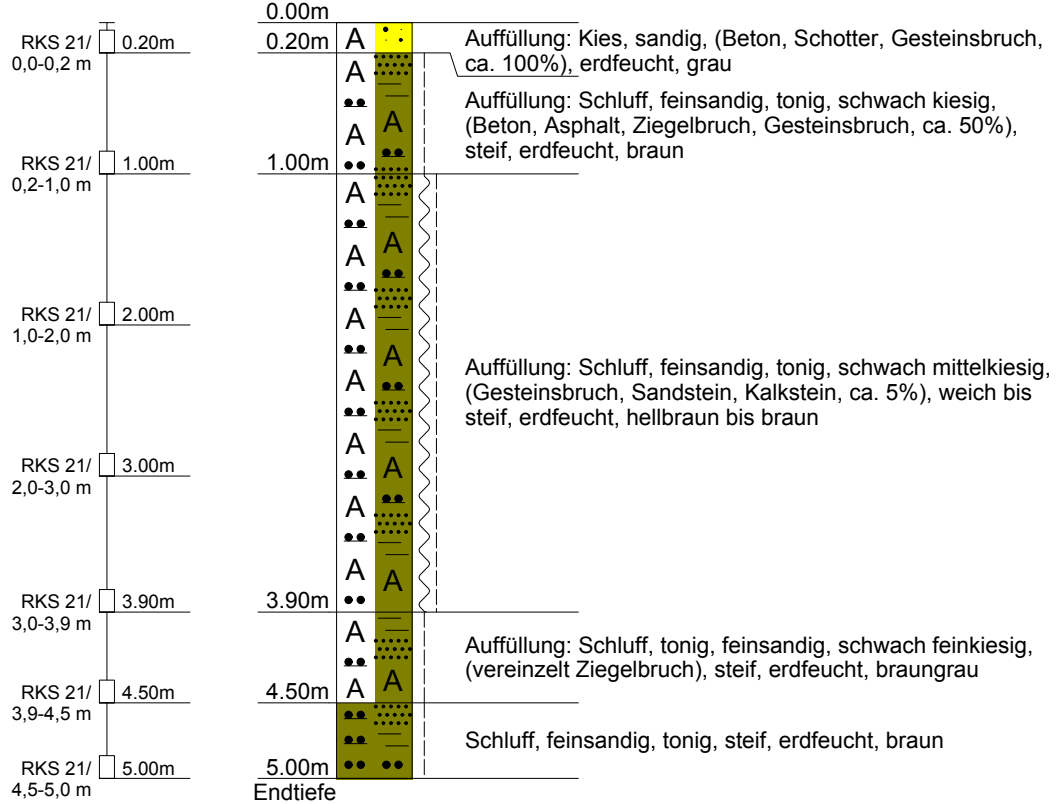 0.00m
RKS 21/ 0.20m
0,0-0,2 m
0.20m
A
Auffüllung: Kies, sandig, (Beton, Schotter, Gesteinsbruch,
ca. 100%), erdfeucht, grau
A
A
A
Auffüllung: Schluff, feinsandig, tonig, schwach kiesig,
(Beton, Asphalt, Ziegelbruch, Gesteinsbruch, ca. 50%),
steif, erdfeucht, braun
RKS 21/ 1.00m
0,2-1,0 m
1.00m
A
A
A
RKS 21/ 2.00m
1,0-2,0 m
A
A
A
Auffüllung: Schluff, feinsandig, tonig, schwach mittelkiesig,
(Gesteinsbruch, Sandstein, Kalkstein, ca. 5%), weich bis
steif, erdfeucht, hellbraun bis braun
A
A
RKS 21/ 3.00m
2,0-3,0 m
A
A
A
RKS 21/ 3.90m
3,0-3,9 m
3.90m
A
Auffüllung: Schluff, tonig, feinsandig, schwach feinkiesig,
(vereinzelt Ziegelbruch), steif, erdfeucht, braungrau
A
A
RKS 21/ 4.50m
3,9-4,5 m
4.50m
Schluff, feinsandig, tonig, steif, erdfeucht, braun
RKS 21/ 5.00m
4,5-5,0 m
5.00m
Endtiefe